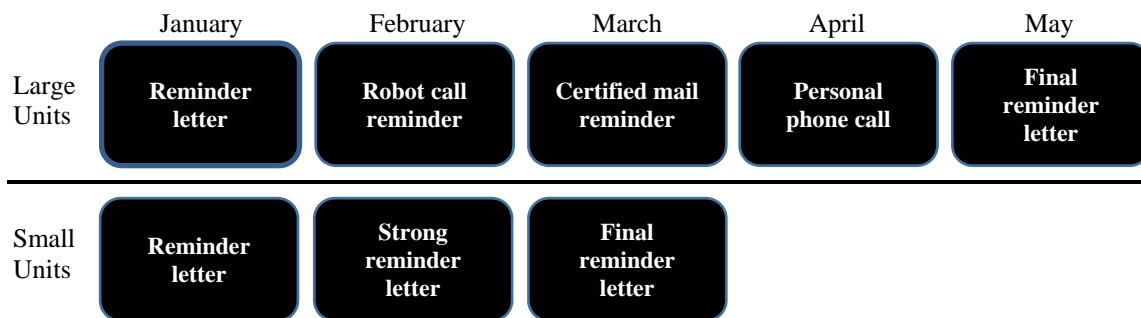 January
February
March
April
May
Large
Units
Reminder
letter
Robot call
reminder
Certified mail
reminder
Personal
phone call
Final
reminder
letter
Small
Units
Reminder
letter
Strong
reminder
letter
Final
reminder
letter